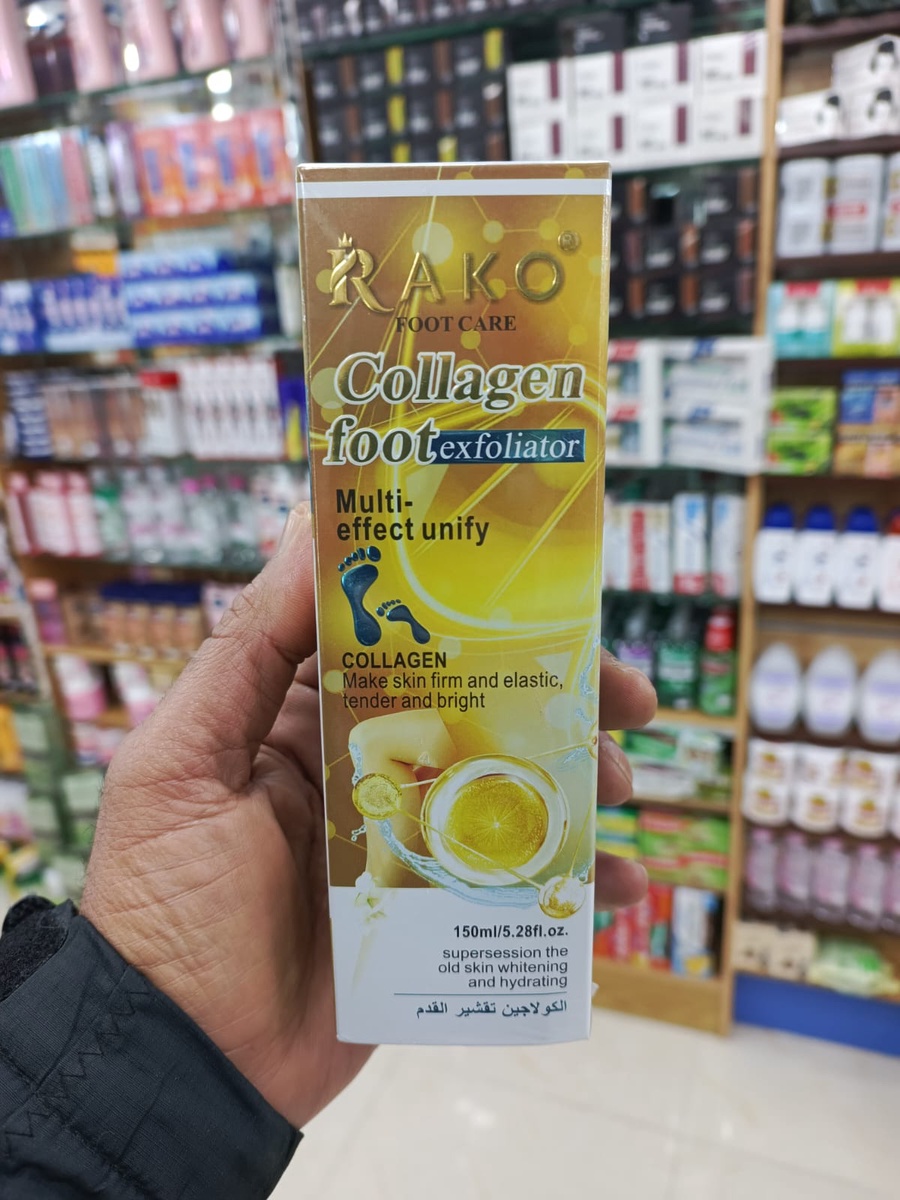 RAKO®
FOOT CARE
Collagen
foot exfoliator
Multi-
effect unify
COLLAGEN
Make skin firm and elastic,
tender and bright
150ml/5.28fl.oz.
supersession the
old skin whitening
and hydrating
الكولاجين تقشير القدم